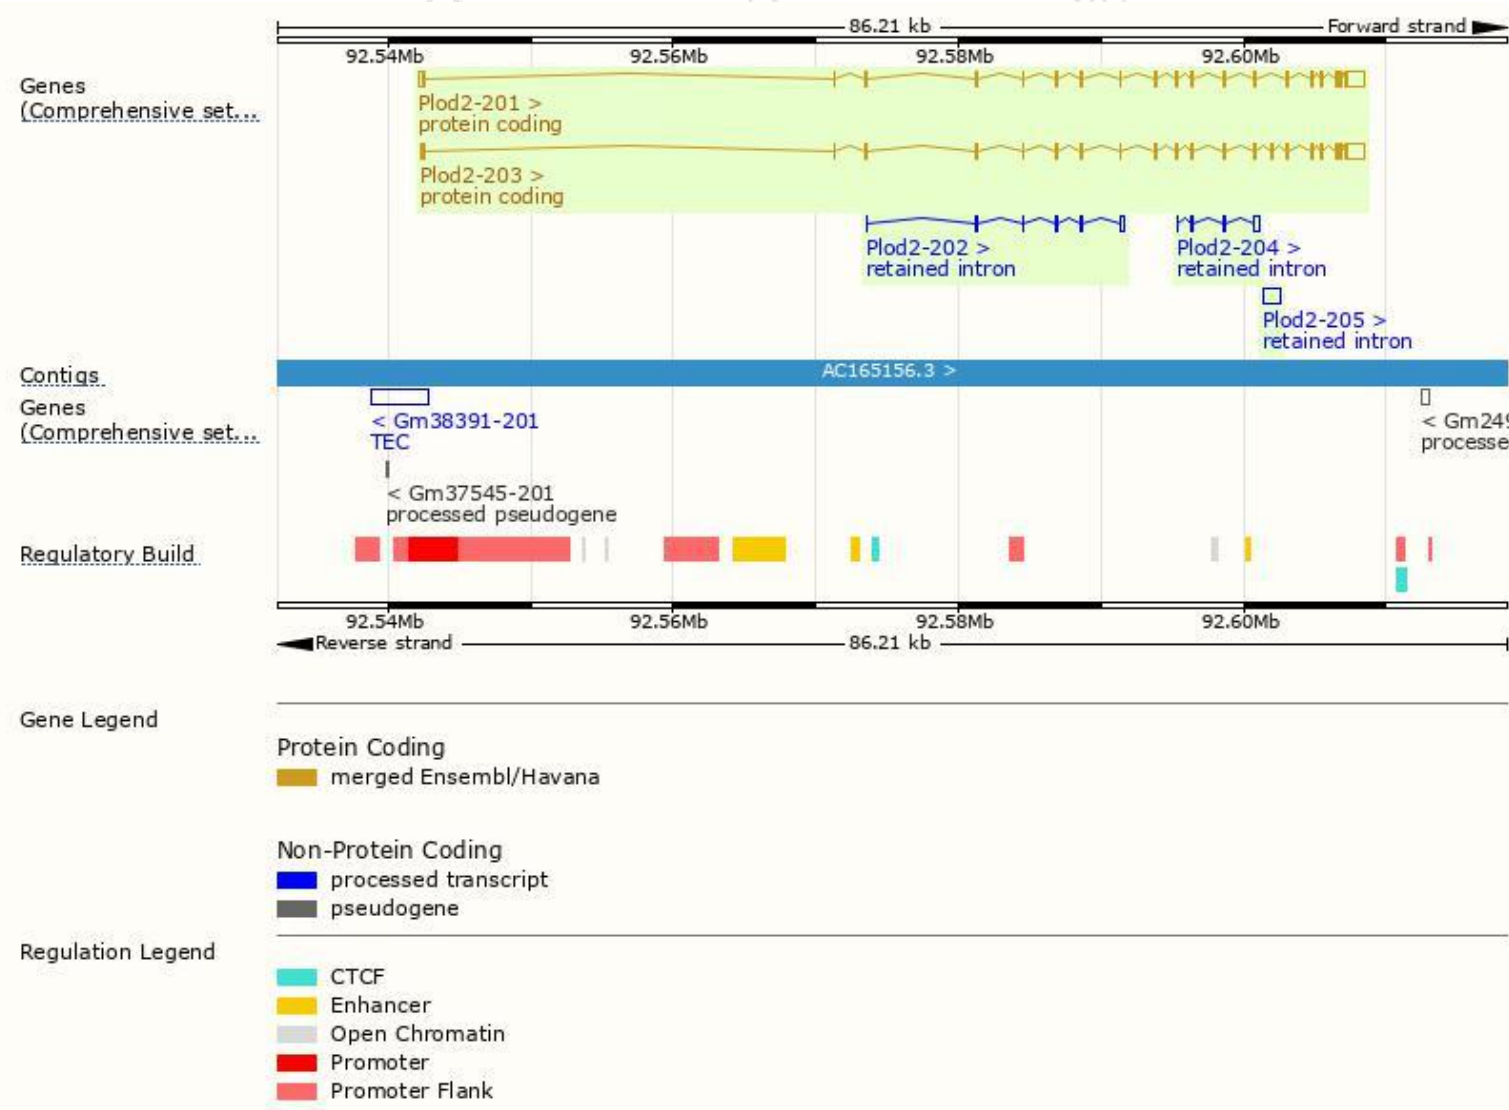 86.21 kb
Forward strand
92.54Mb 92.56Mb 92.58Mb 92.60Mb
Genes
(Comprehensive set...
Plod2-201 >
protein coding
Plod2-203 >
protein coding
Plod2-202 >
retained intron
Plod2-204 >
retained intron
Plod2-205 >
retained intron
Contigs
AC165156.3 >
Genes
(Comprehensive set...
< Gm38391-201
TEC
< Gm249
processe
< Gm37545-201
processed pseudogene
Regulatory Build
92.54Mb 92.56Mb 92.58Mb 92.60Mb
Reverse strand
86.21 kb
Gene Legend
Protein Coding
merged Ensembl/Havana
Non-Protein Coding
processed transcript
pseudogene
Regulation Legend
CTCF
Enhancer
Open Chromatin
Promoter
Promoter Flank